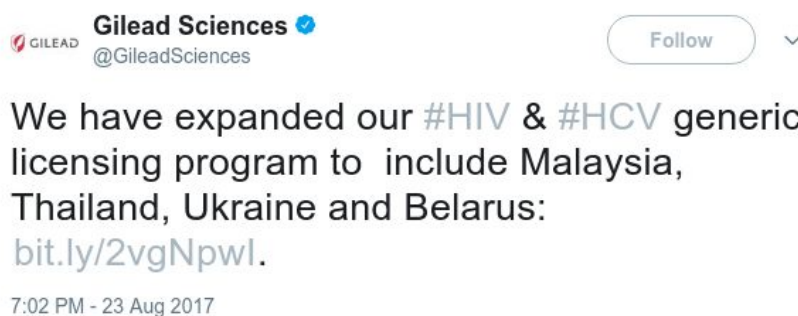 GILEAD
Gilead Sciences
@GileadSciences
Follow
We have expanded our #HIV & #HCV generic
licensing program to include Malaysia,
Thailand, Ukraine and Belarus:
bit.ly/2vgNpwI.
7:02 PM - 23 Aug 2017